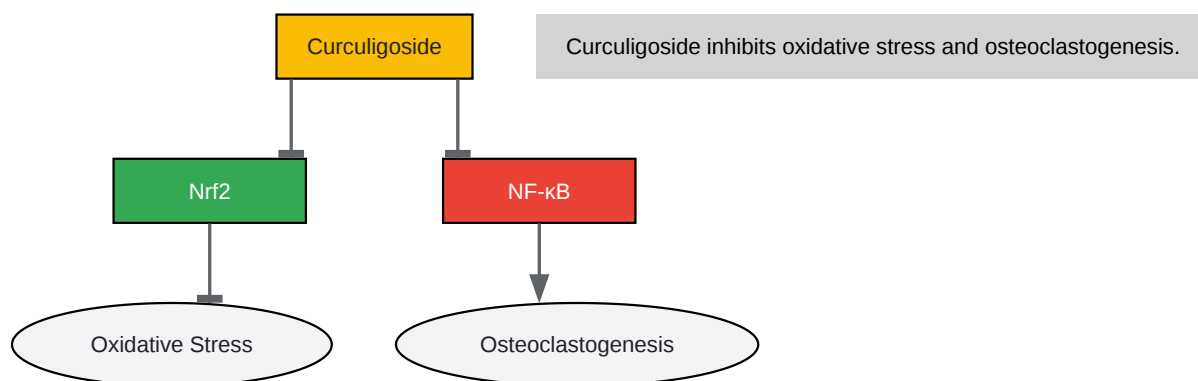 Curculigoside
Curculigoside inhibits oxidative stress and osteoclastogenesis.
Nrf2
NF-κB
Oxidative Stress
Osteoclastogenesis